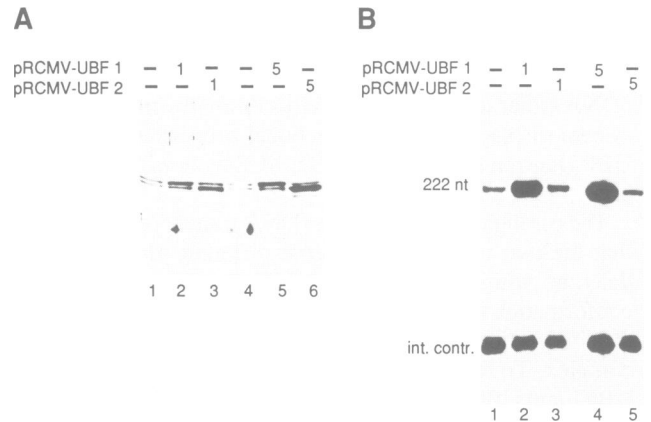 A
pRCMV-UBF 1 – 1 – – 5 –
pRCMV-UBF 2 – – 1 – – 5
1 2 3 4 5 6
B
pRCMV-UBF 1 – 1 – 5 –
pRCMV-UBF 2 – – 1 – 5
222 nt
int. contr.
1 2 3 4 5